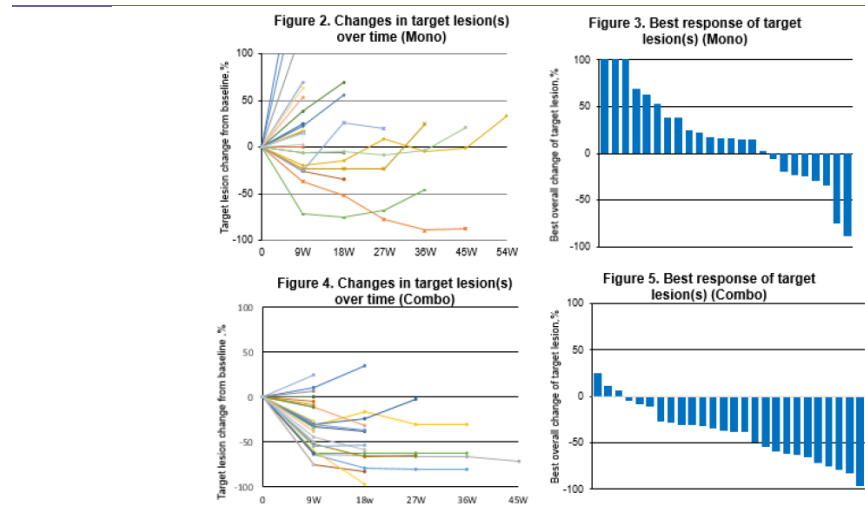 Figure 2. Changes in target lesion(s)
over time (Mono)
Target lesion change from baseline,%
100
50
0
-50
-100
0 9W 18W 27W 36W 45W 54W
Figure 3. Best response of target
lesion(s) (Mono)
Best overall change of target lesion,%
100
50
0
-50
-100
Figure 4. Changes in target lesion(s)
over time (Combo)
Target lesion change from baseline ,%
100
50
0
-50
-100
0 9W 18w 27W 36W 45W
Figure 5. Best response of target
lesion(s) (Combo)
Best overall change of target lesion,%
100
50
0
-50
-100